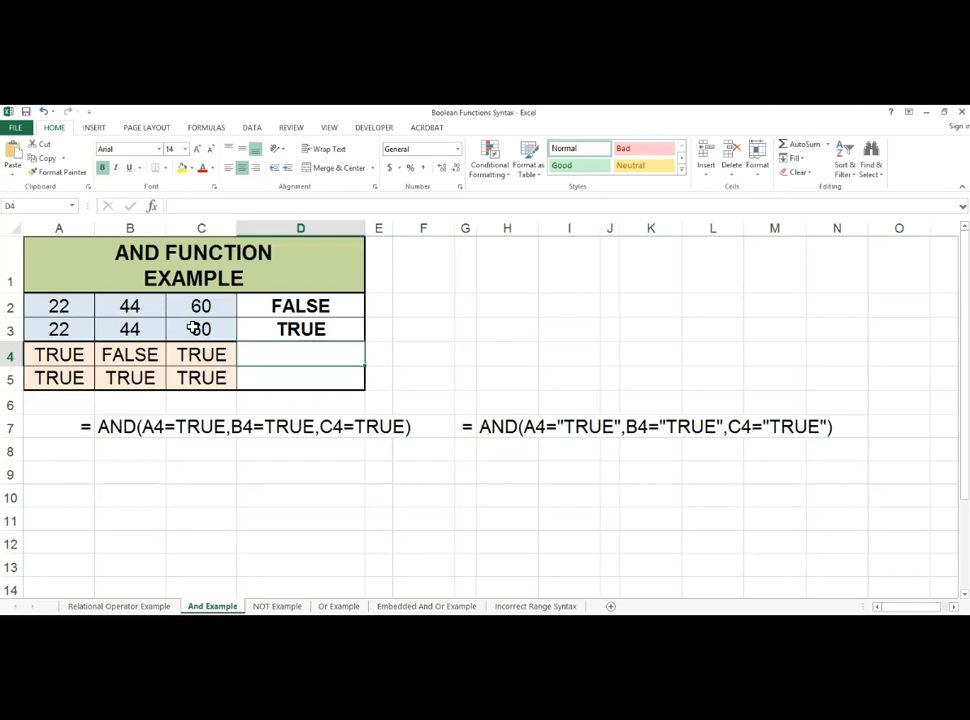 Boolean Functions Syntax - Excel
Sign in
FILE HOME INSERT PAGE LAYOUT FORMULAS DATA REVIEW VIEW DEVELOPER ACROBAT
Paste
Cut
Copy
Format Painter
Clipboard
Arial 14
B I U
Font
Wrap Text
Merge & Center
Alignment
General
$ % ,
Number
Conditional Formatting
Format as Table
Normal Bad
Good Neutral
Styles
Insert Delete Format
Cells
AutoSum
Fill
Clear
Sort & Filter
Find & Select
Editing
D4
A B C D E F G H I J K L M N O
AND FUNCTION
EXAMPLE
1
2 22 44 60 FALSE
3 22 44 60 TRUE
4 TRUE FALSE TRUE
5 TRUE TRUE TRUE
6
7 = AND(A4=TRUE,B4=TRUE,C4=TRUE) = AND(A4="TRUE",B4="TRUE",C4="TRUE")
8
9
10
11
12
13
14
Relational Operator Example And Example NOT Example Or Example Embedded And Or Example Incorrect Range Syntax